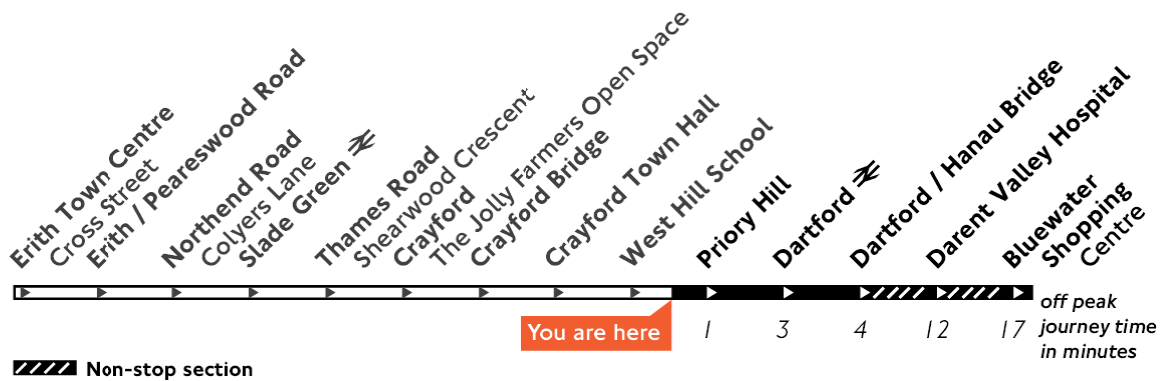 Erith Town Centre
Cross Street
Erith / Peareswood Road
Northend Road
Colyers Lane
Slade Green
Thames Road
Shearwood Crescent
Crayford
The Jolly Farmers Open Space
Crayford Bridge
Crayford Town Hall
West Hill School
Priory Hill
Dartford
Dartford / Hanau Bridge
Darent Valley Hospital
Bluewater
Shopping
Centre
You are here
1 3 4 12 17
off peak
journey time
in minutes
Non-stop section